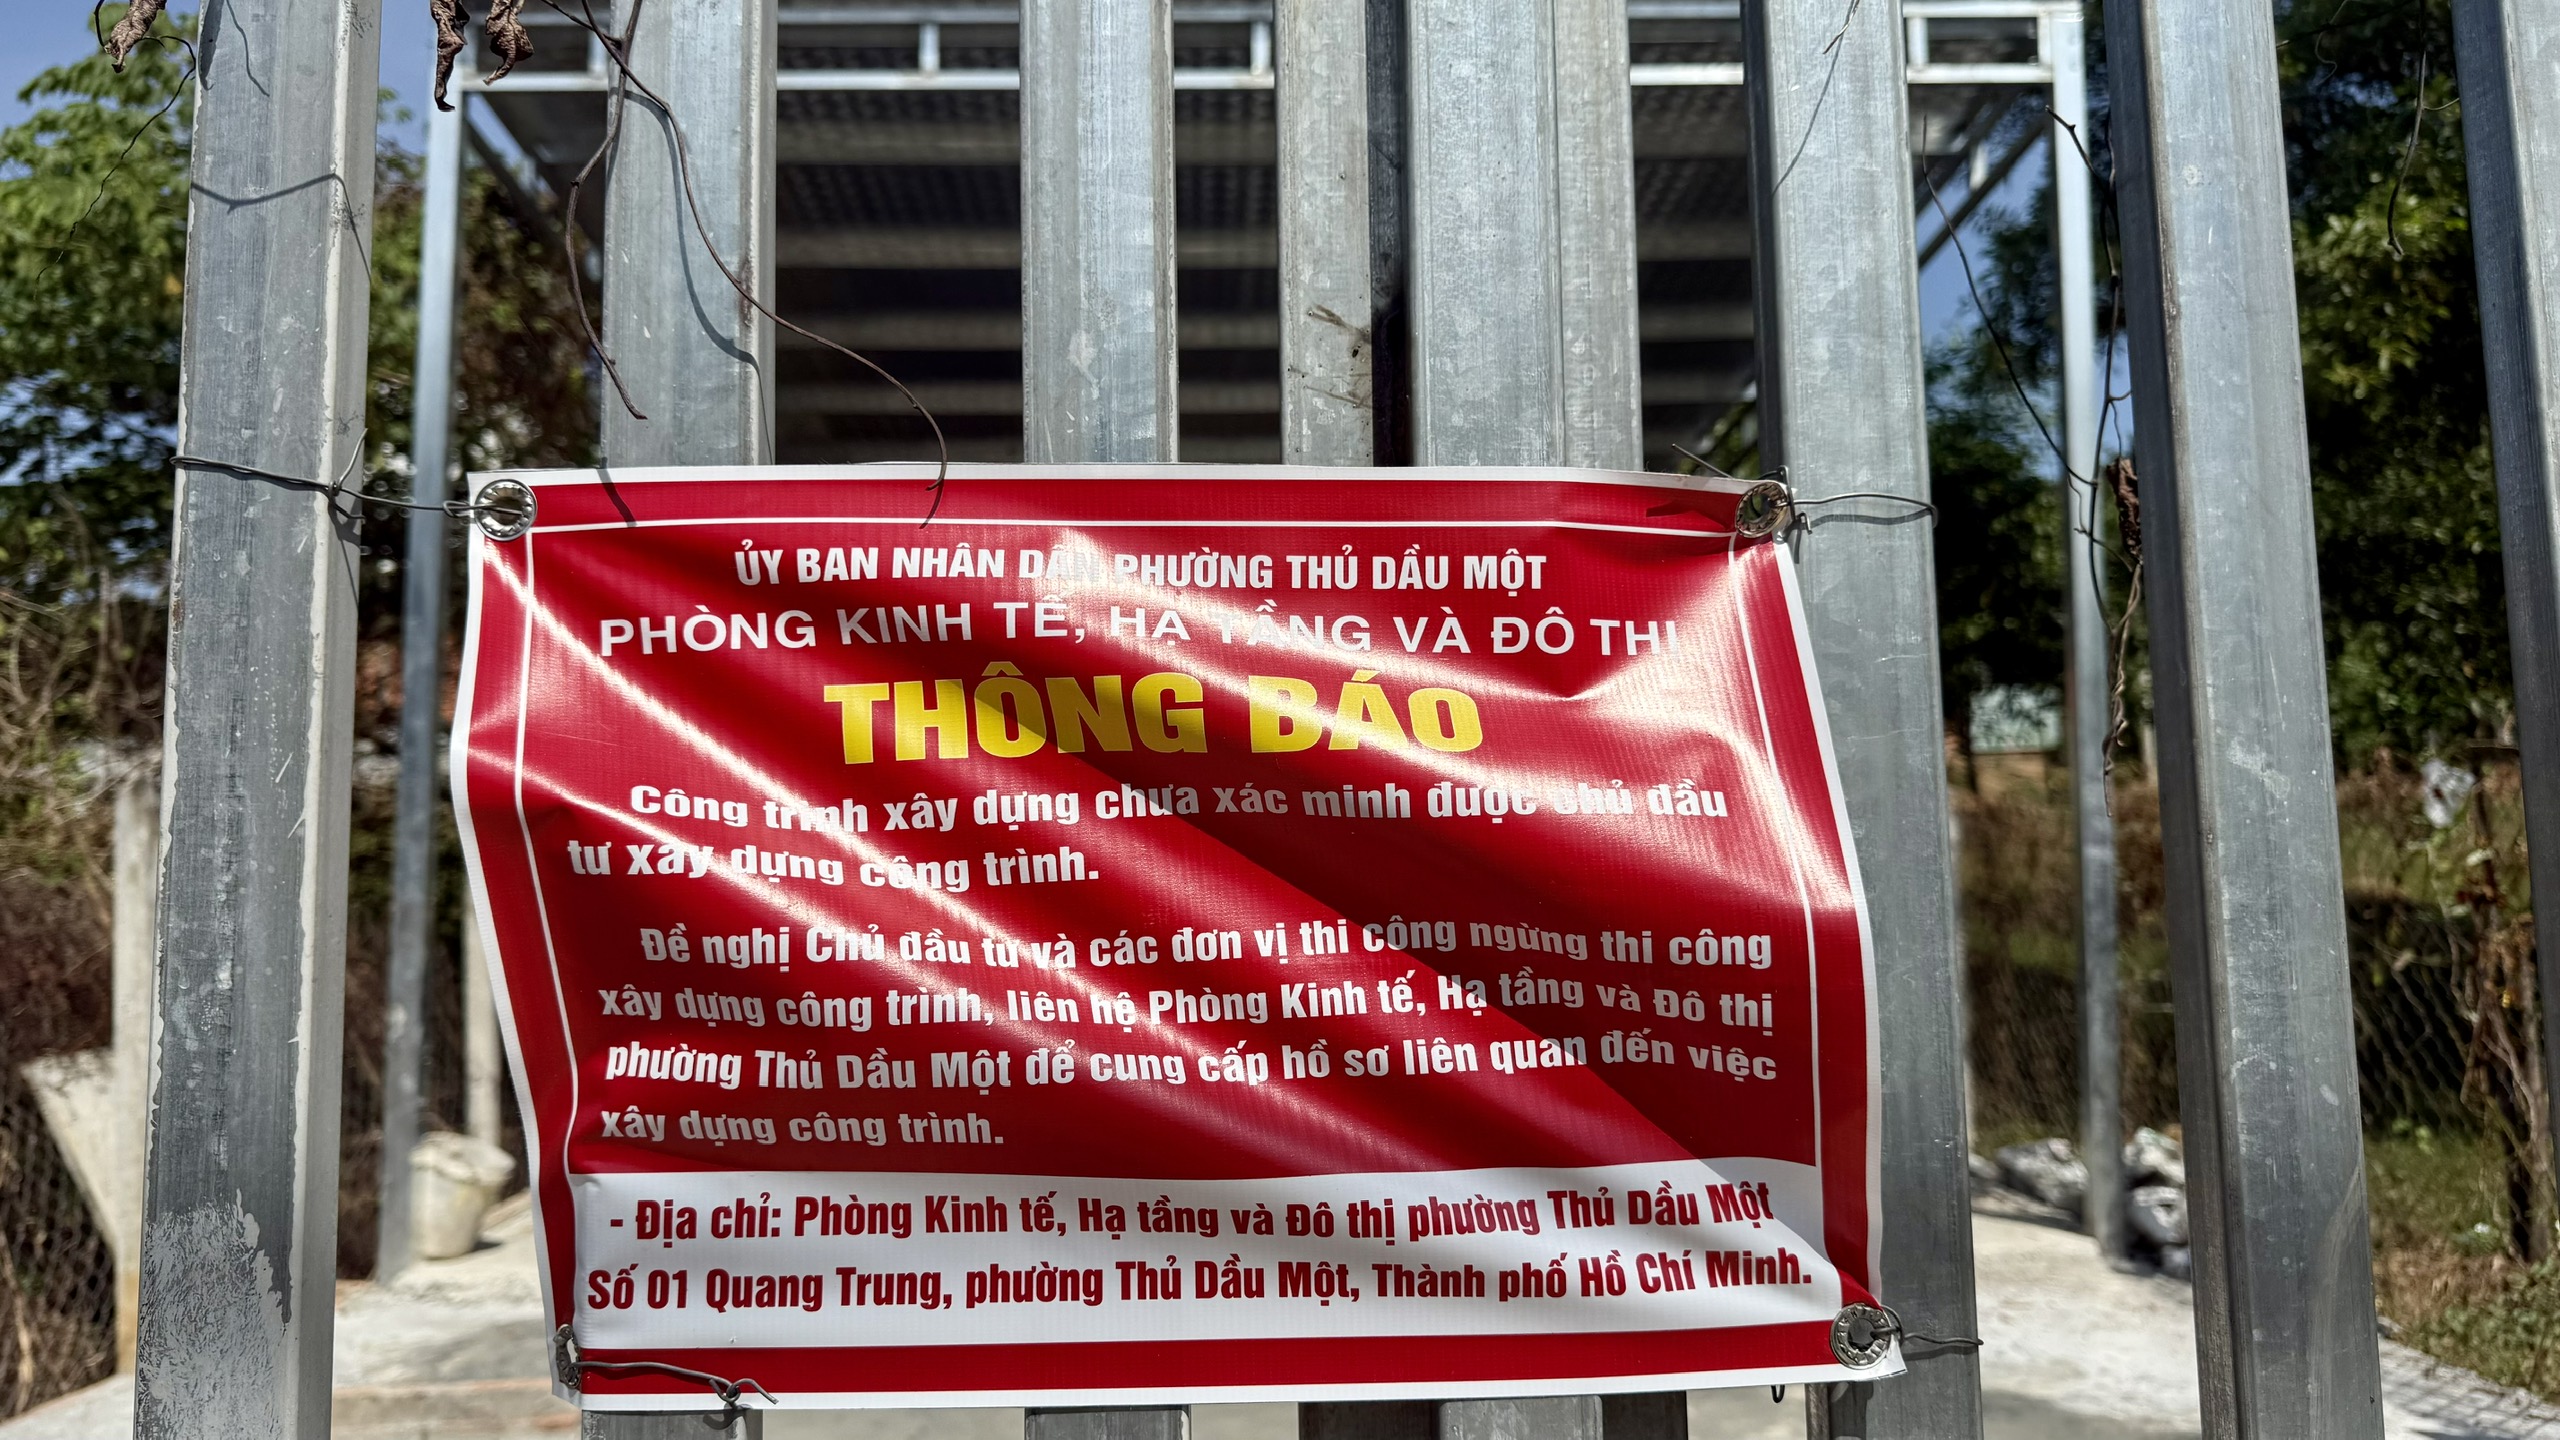 ỦY BAN NHÂN DÂN PHƯỜNG THỦ DẦU MỘT
PHÒNG KINH TẾ, HẠ TẦNG VÀ ĐÔ THỊ
THÔNG BÁO
Công trình xây dựng chưa xác minh được chủ đầu
tư xây dựng công trình.
Đề nghị Chủ đầu tư và các đơn vị thi công ngừng thi công
xây dựng công trình, liên hệ Phòng Kinh tế, Hạ tầng và Đô thị
phường Thủ Dầu Một để cung cấp hồ sơ liên quan đến việc
xây dựng công trình.
- Địa chỉ: Phòng Kinh tế, Hạ tầng và Đô thị phường Thủ Dầu Một
Số 01 Quang Trung, phường Thủ Dầu Một, Thành phố Hồ Chí Minh.